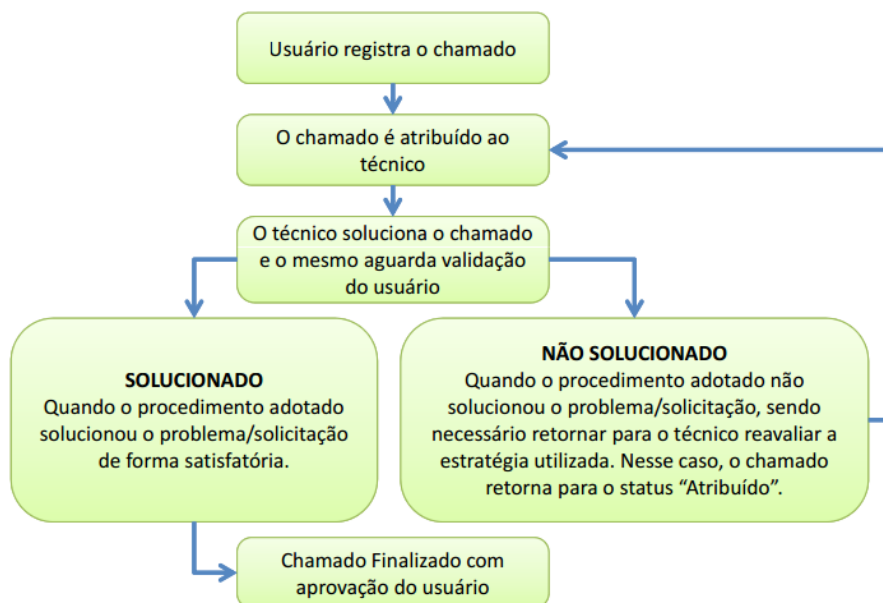 Usuário registra o chamado
O chamado é atribuído ao
técnico
O técnico soluciona o chamado
e o mesmo aguarda validação
do usuário
SOLUCIONADO
Quando o procedimento adotado
solucionou o problema/solicitação
de forma satisfatória.
NÃO SOLUCIONADO
Quando o procedimento adotado não
solucionou o problema/solicitação, sendo
necessário retornar para o técnico reavaliar a
estratégia utilizada. Nesse caso, o chamado
retorna para o status “Atribuído”.
Chamado Finalizado com
aprovação do usuário